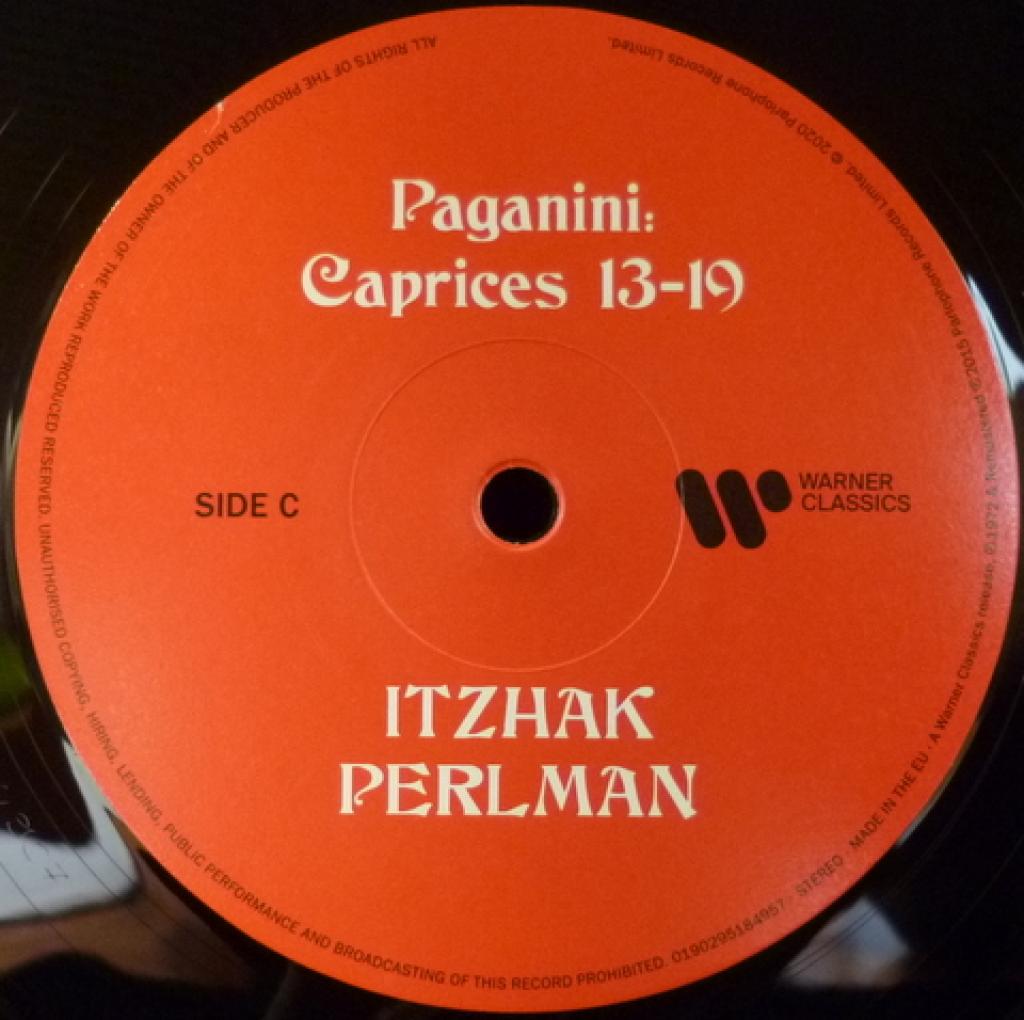 Paganini:
Caprices 13-19
SIDE C
WARNER
CLASSICS
ITZHAK
PERLMAN
ALL RIGHTS OF THE PRODUCER AND OF THE OWNER OF THE WORK REPRODUCED RESERVED. UNAUTHORISED COPYING, HIRING, LENDING, PUBLIC PERFORMANCE AND BROADCASTING OF THIS RECORD PROHIBITED. 0190295184957 · STEREO · MADE IN THE EU · A Warner Classics release, ℗1972 & Remastered ℗2015 Parlophone Records Limited. © 2020 Parlophone Records Limited.